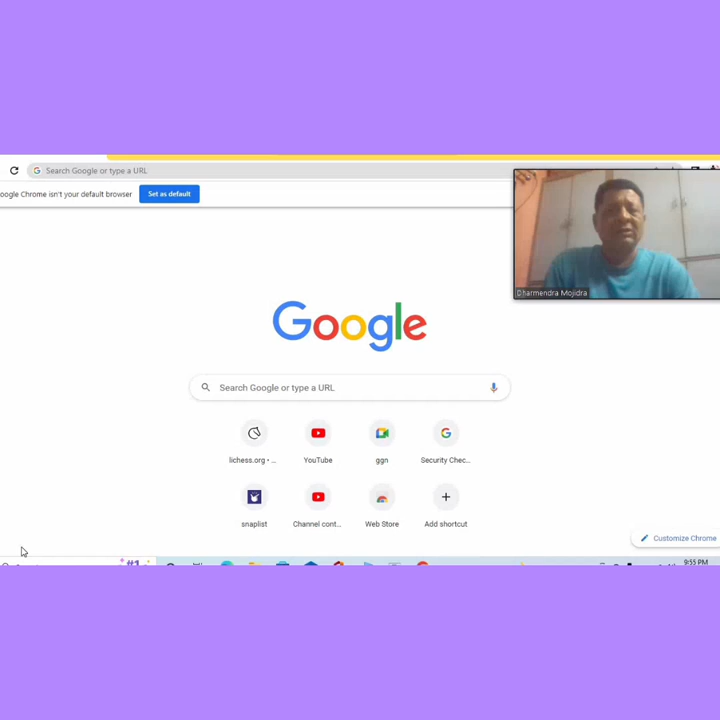 Search Google or type a URL
oogle Chrome isn't your default browser
Set as default
Dharmendra Mojidra
Google
Search Google or type a URL
lichess.org • ...
YouTube
ggn
Security Chec...
snaplist
Channel cont...
Web Store
Add shortcut
Customize Chrome
#1
9:55 PM